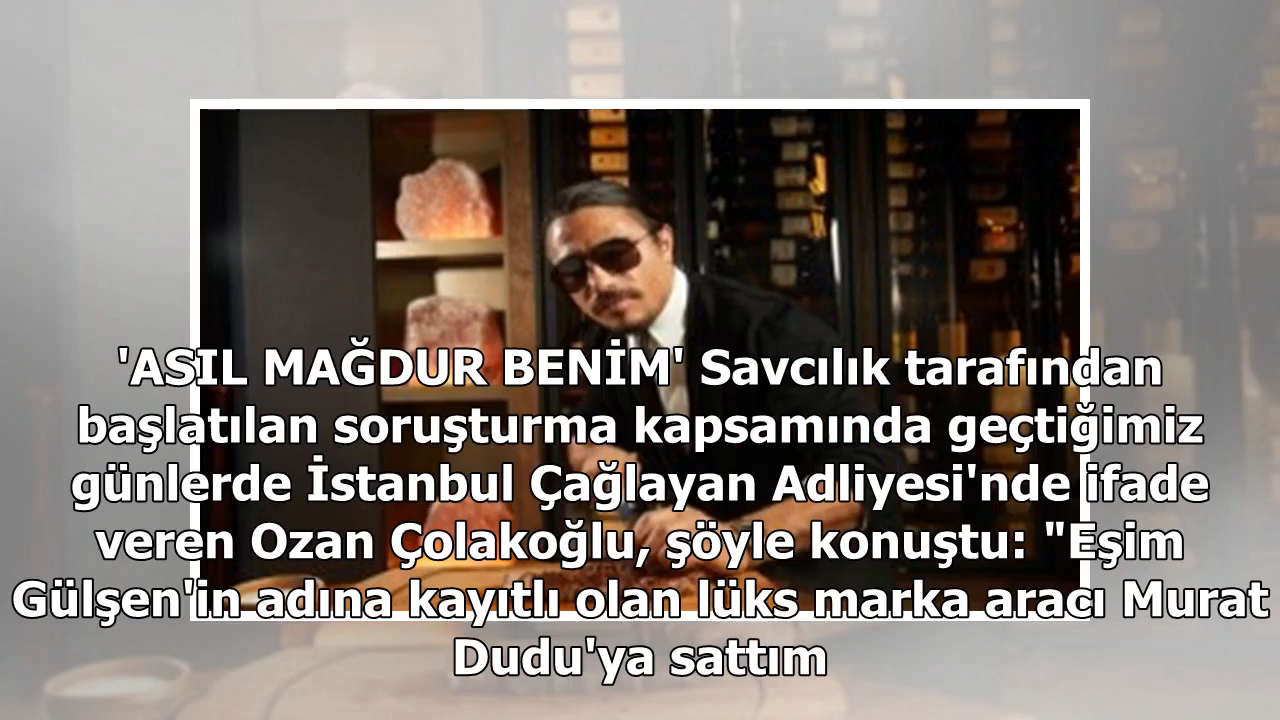 'ASIL MAĞDUR BENİM' Savcılık tarafından
başlatılan soruşturma kapsamında geçtiğimiz
günlerde İstanbul Çağlayan Adliyesi'nde ifade
veren Ozan Çolakoğlu, şöyle konuştu: "Eşim
Gülşen'in adına kayıtlı olan lüks marka aracı Murat
Dudu'ya sattım